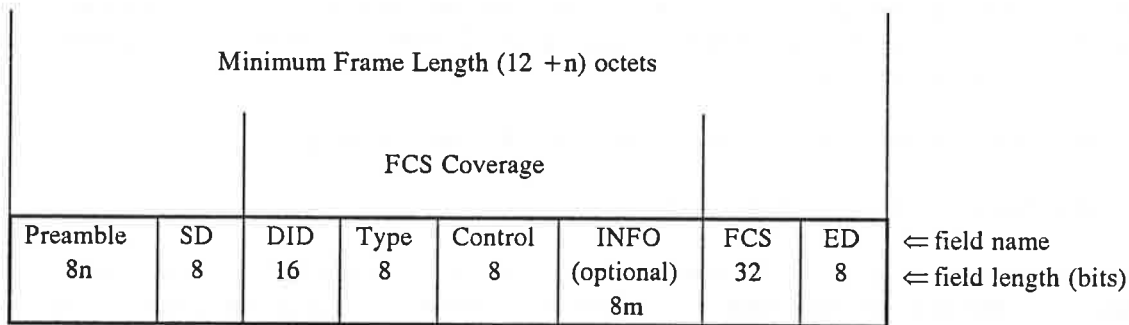 Minimum Frame Length (12 +n) octets
FCS Coverage
Preamble SD DID Type Control INFO FCS ED ⇐ field name
8n 8 16 8 8 (optional) 32 8 ⇐ field length (bits)
8m